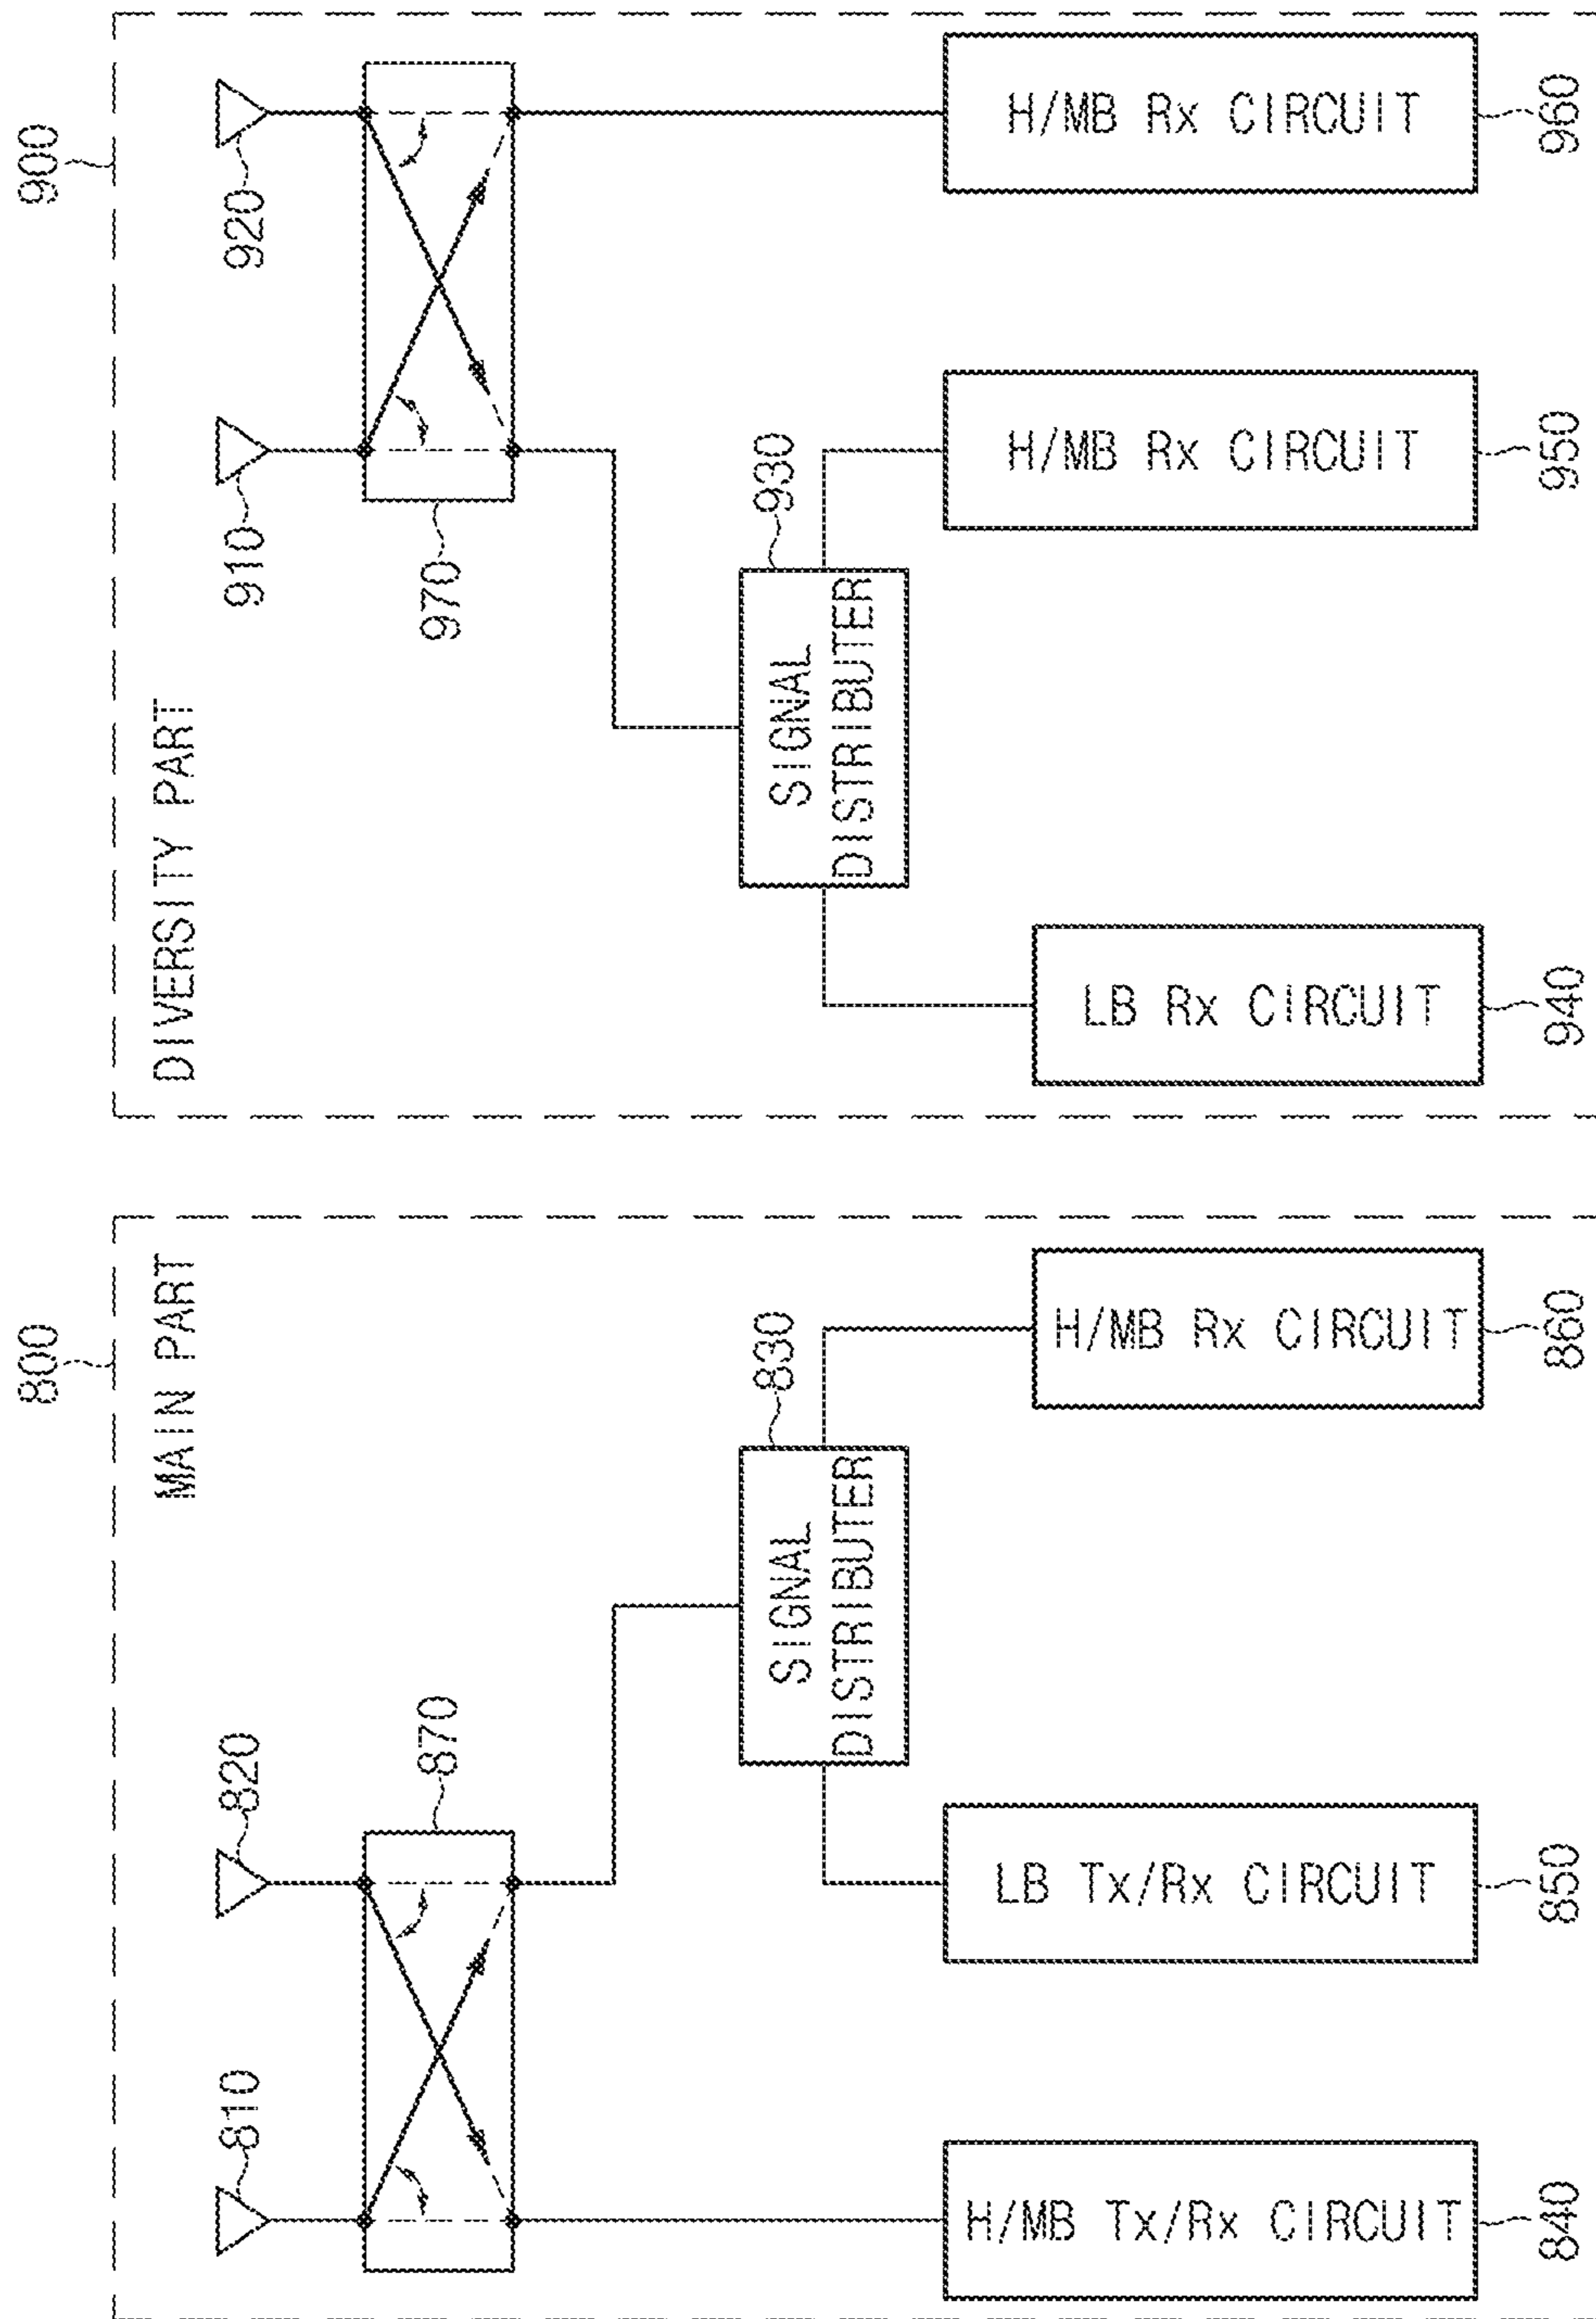 800
MAIN PART
810
820
870
SIGNAL
DISTRIBUTER
830
H/MB Tx/Rx CIRCUIT
840
LB Tx/Rx CIRCUIT
850
H/MB Rx CIRCUIT
860
900
DIVERSITY PART
910
920
970
SIGNAL
DISTRIBUTER
930
LB Rx CIRCUIT
940
H/MB Rx CIRCUIT
950
H/MB Rx CIRCUIT
960